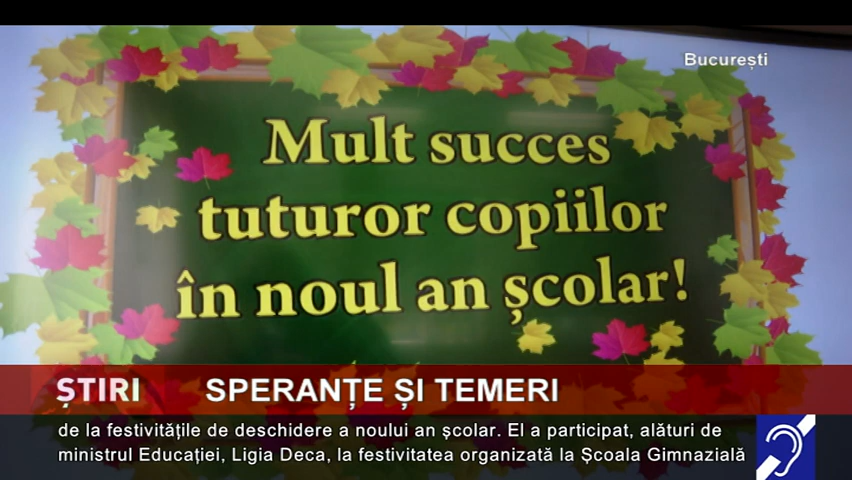 București
Mult succes
tuturor copiilor
în noul an școlar!
ȘTIRI SPERANȚE ȘI TEMERI
de la festivitățile de deschidere a noului an școlar. El a participat, alături de
ministrul Educației, Ligia Deca, la festivitatea organizată la Școala Gimnazială